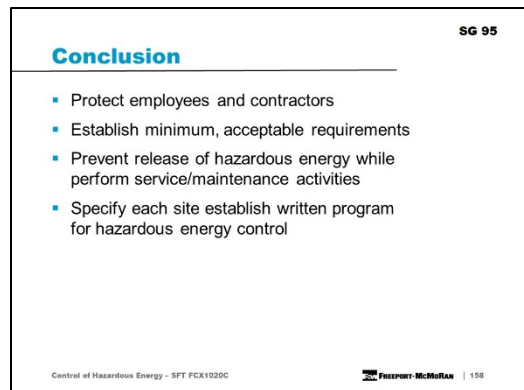 SG 95
Conclusion
▪ Protect employees and contractors
▪ Establish minimum, acceptable requirements
▪ Prevent release of hazardous energy while
perform service/maintenance activities
▪ Specify each site establish written program
for hazardous energy control
Control of Hazardous Energy – SFT FCX1020C
FREEPORT-McMoRAN | 158